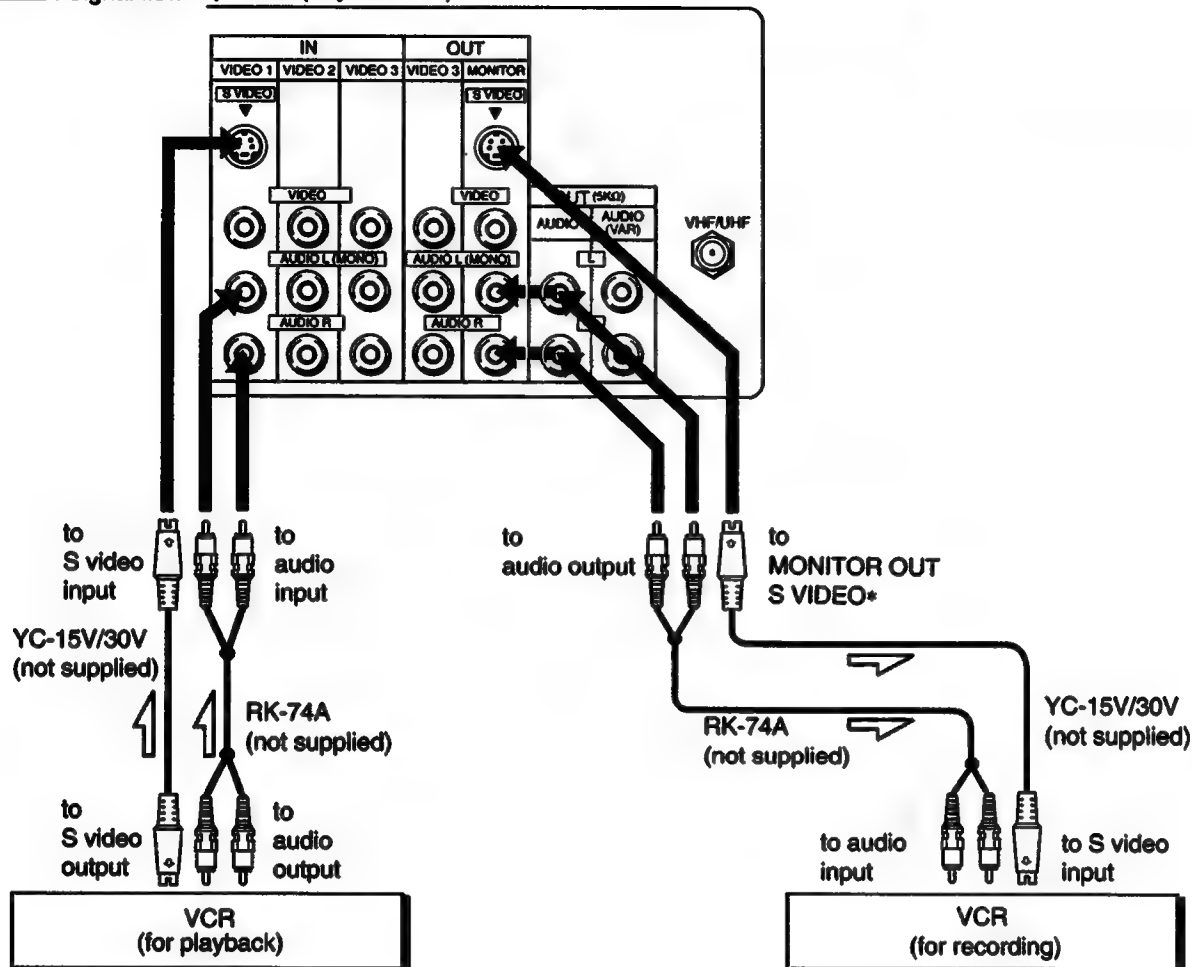 IN OUT
VIDEO 1 VIDEO 2 VIDEO 3 VIDEO 3 MONITOR
S VIDEO S VIDEO
VIDEO VIDEO
(5KΩ)
AUDIO AUDIO
(VAR)
VHF/UHF
AUDIO L (MONO) AUDIO L (MONO) L
AUDIO R AUDIO R
to
S video
input
to
audio
input
to
audio output
to
MONITOR OUT
S VIDEO*
YC-15V/30V
(not supplied)
RK-74A
(not supplied)
RK-74A
(not supplied)
YC-15V/30V
(not supplied)
to
S video
output
to
audio
output
to audio
input
to S video
input
VCR
(for playback)
VCR
(for recording)